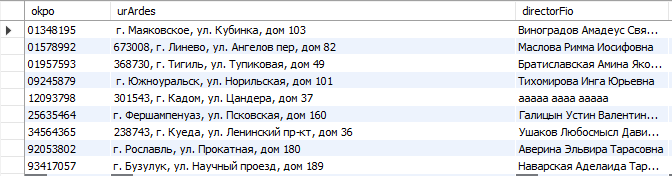 okpo urArdes directorFio
01348195 г. Маяковское, ул. Кубинка, дом 103 Виноградов Амадеус Свя...
01578992 673008, г. Линево, ул. Ангелов пер, дом 82 Маслова Римма Иосифовна
01957593 368730, г. Тигиль, ул. Тупиковая, дом 49 Братиславская Амина Яко...
09245879 г. Южноуральск, ул. Норильская, дом 101 Тихомирова Инга Юрьевна
12093798 301543, г. Кадом, ул. Цандера, дом 37 ааааа аааа ааааа
25635464 г. Фершампенуаз, ул. Псковская, дом 160 Галицын Устин Валентин...
34564365 238743, г. Куеда, ул. Ленинский пр-кт, дом 36 Ушаков Любосмысл Дави...
92053802 г. Рославль, ул. Прокатная, дом 180 Аверина Эльвира Тарасовна
93417057 г. Бузулук, ул. Научный проезд, дом 189 Наварская Аделаида Тар...